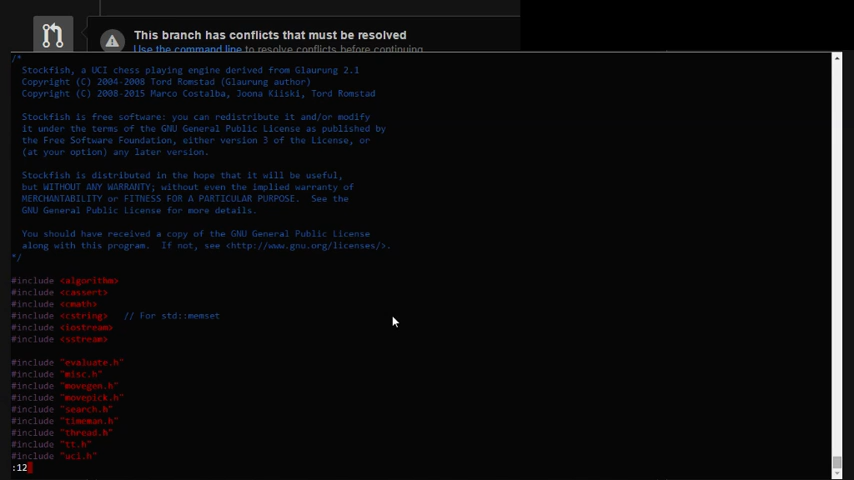 This branch has conflicts that must be resolved
Use the command line to resolve conflicts before continuing.
/*
Stockfish, a UCI chess playing engine derived from Glaurung 2.1
Copyright (C) 2004-2008 Tord Romstad (Glaurung author)
Copyright (C) 2008-2015 Marco Costalba, Joona Kiiski, Tord Romstad
Stockfish is free software: you can redistribute it and/or modify
it under the terms of the GNU General Public License as published by
the Free Software Foundation, either version 3 of the License, or
(at your option) any later version.
Stockfish is distributed in the hope that it will be useful,
but WITHOUT ANY WARRANTY; without even the implied warranty of
MERCHANTABILITY or FITNESS FOR A PARTICULAR PURPOSE.  See the
GNU General Public License for more details.
You should have received a copy of the GNU General Public License
along with this program.  If not, see <http://www.gnu.org/licenses/>.
*/
#include <algorithm>
#include <cassert>
#include <cmath>
#include <cstring>   // For std::memset
#include <iostream>
#include <sstream>
#include "evaluate.h"
#include "misc.h"
#include "movegen.h"
#include "movepick.h"
#include "search.h"
#include "timeman.h"
#include "thread.h"
#include "tt.h"
#include "uci.h"
:12